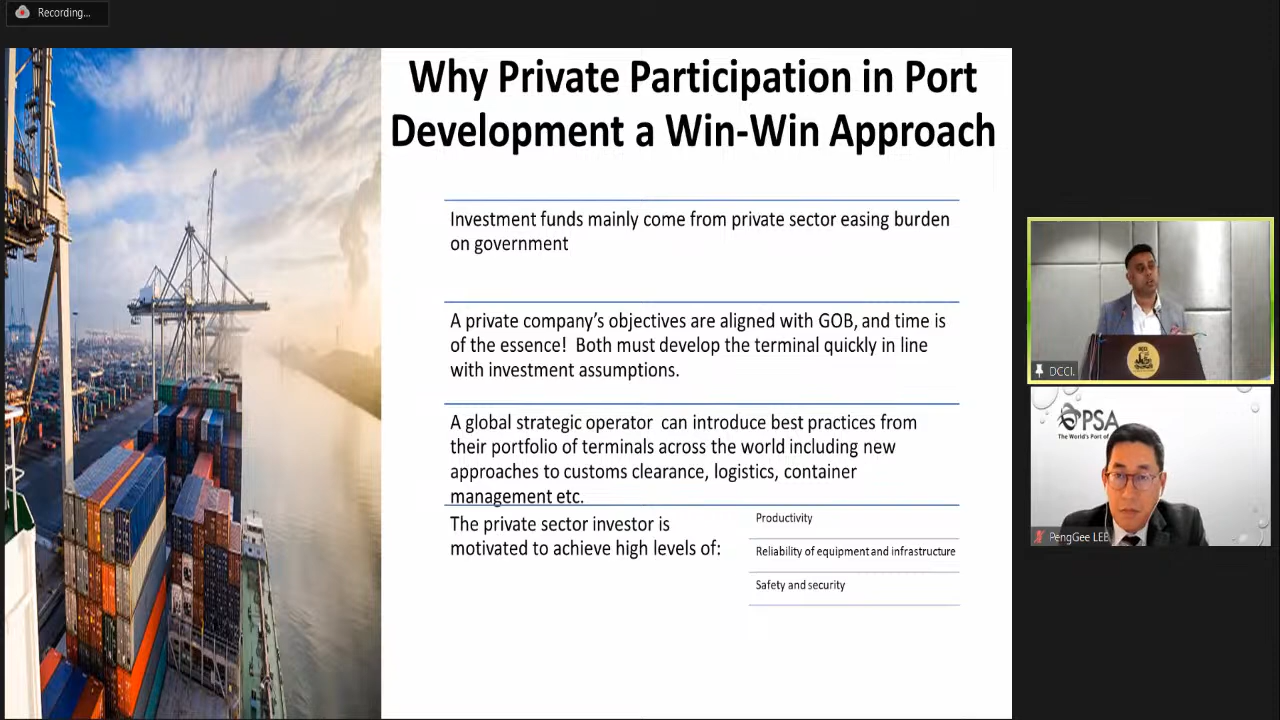 Recording...
Why Private Participation in Port
Development a Win-Win Approach
Investment funds mainly come from private sector easing burden
on government
A private company's objectives are aligned with GOB, and time is
of the essence!  Both must develop the terminal quickly in line
with investment assumptions.
A global strategic operator  can introduce best practices from
their portfolio of terminals across the world including new
approaches to customs clearance, logistics, container
management etc.
The private sector investor is
motivated to achieve high levels of:
Productivity
Reliability of equipment and infrastructure
Safety and security
DCCI.
PSA
The World's Port of
PengGee LEE